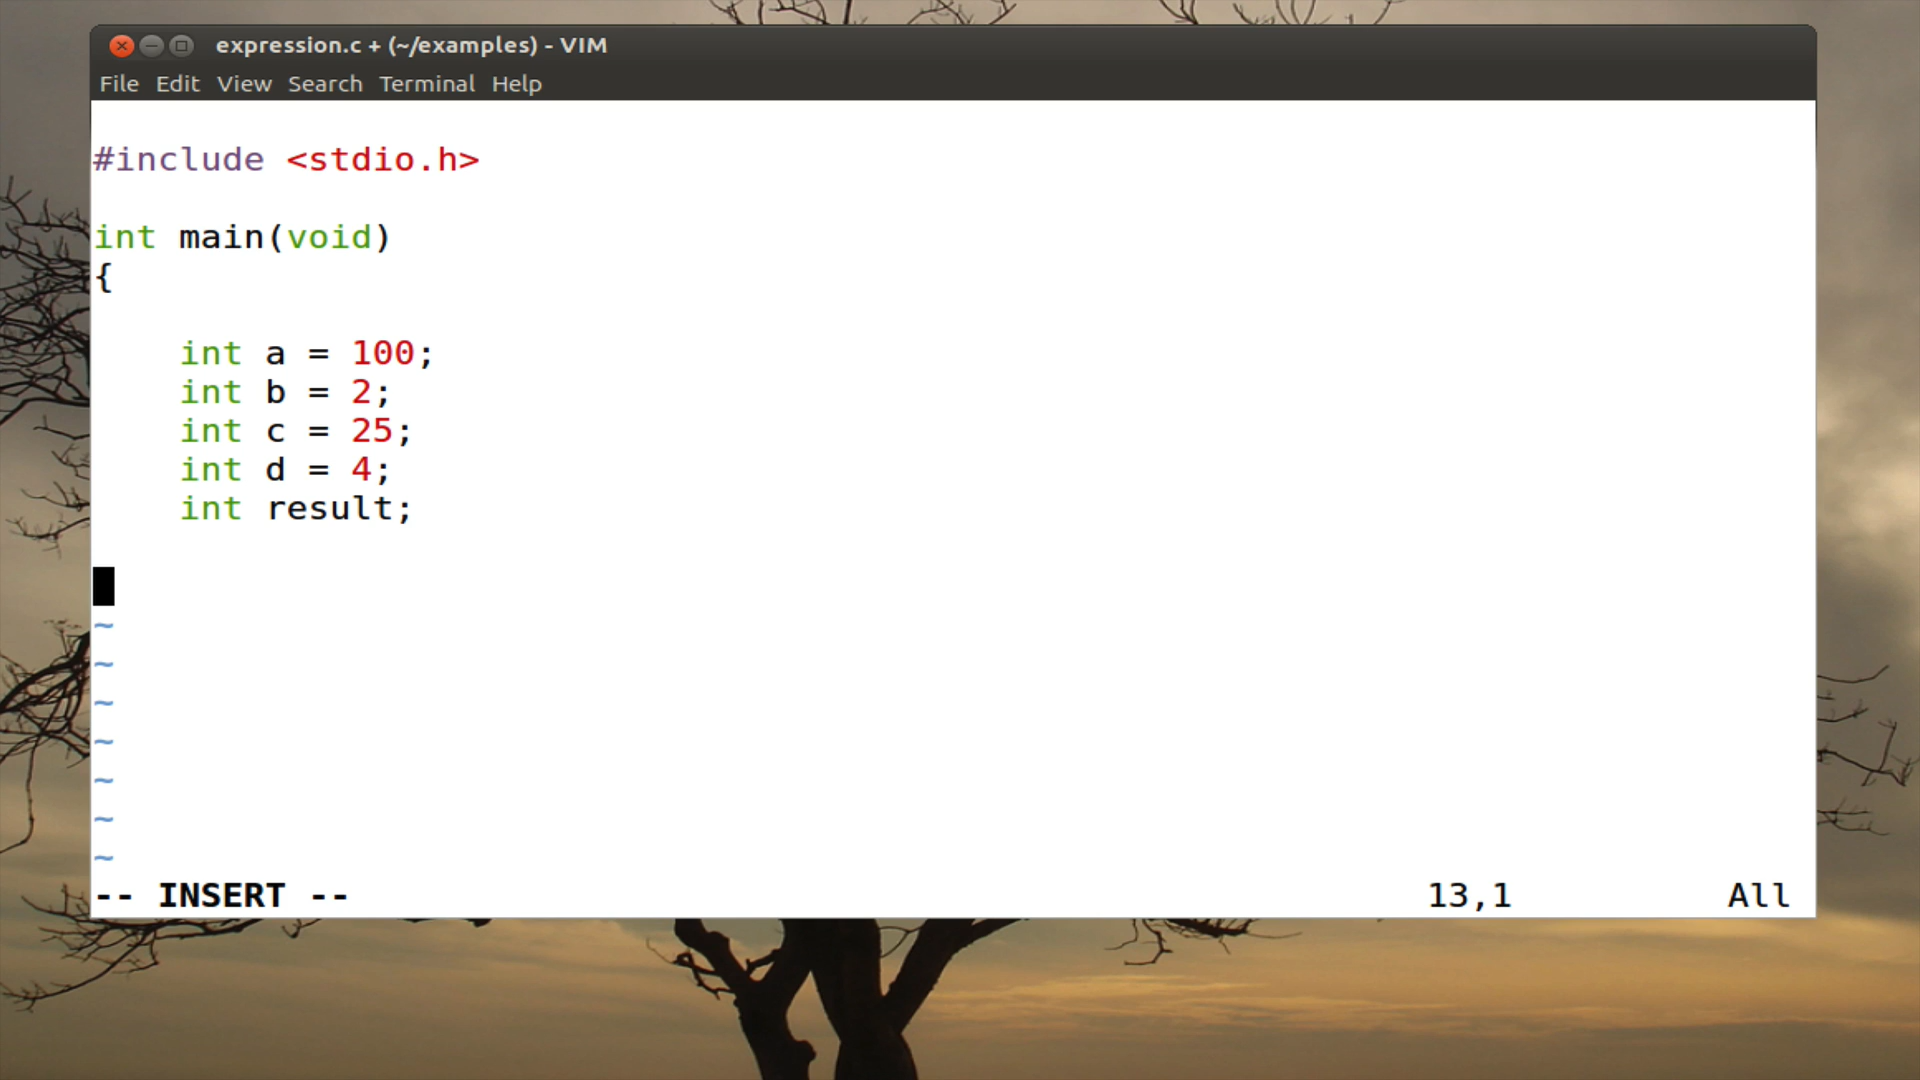 expression.c + (~/examples) - VIM
File Edit View Search Terminal Help
#include <stdio.h>
int main(void)
{
    int a = 100;
    int b = 2;
    int c = 25;
    int d = 4;
    int result;
~
~
~
~
~
~
~
-- INSERT -- 13,1 All